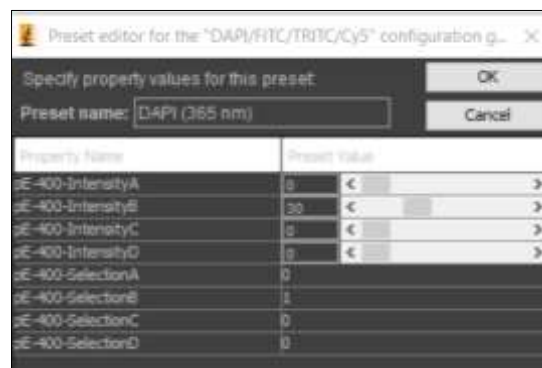 Preset editor for the "DAPI/FITC/TRITC/Cy5" configuration g...
Specify property values for this preset:
OK
Preset name: DAPI (365 nm)
Cancel
Property Name Preset Value
pE-400-IntensityA 0
pE-400-IntensityB 30
pE-400-IntensityC 0
pE-400-IntensityD 0
pE-400-SelectionA 0
pE-400-SelectionB 1
pE-400-SelectionC 0
pE-400-SelectionD 0